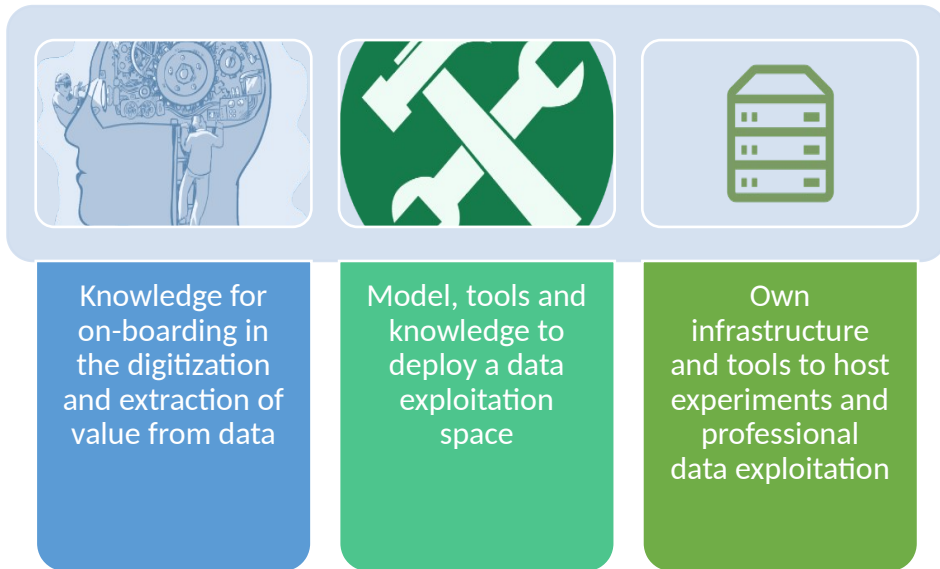 Knowledge for
on-boarding in
the digitization
and extraction of
value from data
Model, tools and
knowledge to
deploy a data
exploitation
space
Own
infrastructure
and tools to host
experiments and
professional
data exploitation